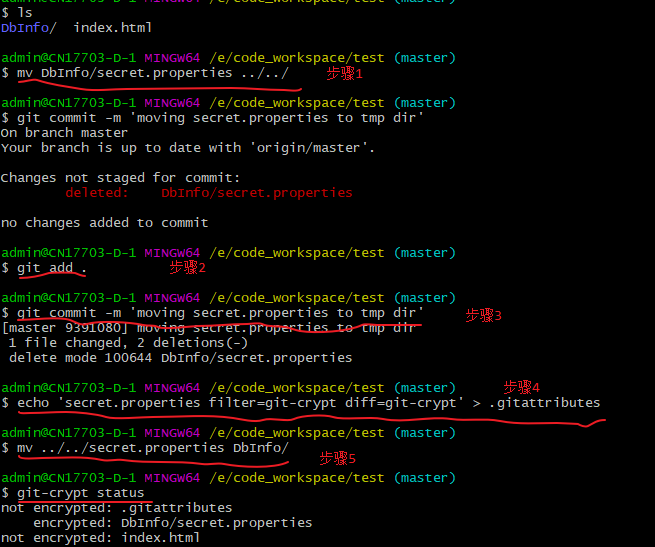 $ ls
DbInfo/  index.html
admin@CN17703-D-1 MINGW64 /e/code_workspace/test (master)
$ mv DbInfo/secret.properties ../../ 步骤1
admin@CN17703-D-1 MINGW64 /e/code_workspace/test (master)
$ git commit -m 'moving secret.properties to tmp dir'
On branch master
Your branch is up to date with 'origin/master'.
Changes not staged for commit:
deleted:    DbInfo/secret.properties
no changes added to commit
admin@CN17703-D-1 MINGW64 /e/code_workspace/test (master)
$ git add . 步骤2
admin@CN17703-D-1 MINGW64 /e/code_workspace/test (master)
$ git commit -m 'moving secret.properties to tmp dir' 步骤3
[master 9391080] moving secret.properties to tmp dir
1 file changed, 2 deletions(-)
delete mode 100644 DbInfo/secret.properties
admin@CN17703-D-1 MINGW64 /e/code_workspace/test (master) 步骤4
$ echo 'secret.properties filter=git-crypt diff=git-crypt' > .gitattributes
admin@CN17703-D-1 MINGW64 /e/code_workspace/test (master)
$ mv ../../secret.properties DbInfo/ 步骤5
admin@CN17703-D-1 MINGW64 /e/code_workspace/test (master)
$ git-crypt status
not encrypted: .gitattributes
encrypted: DbInfo/secret.properties
not encrypted: index.html